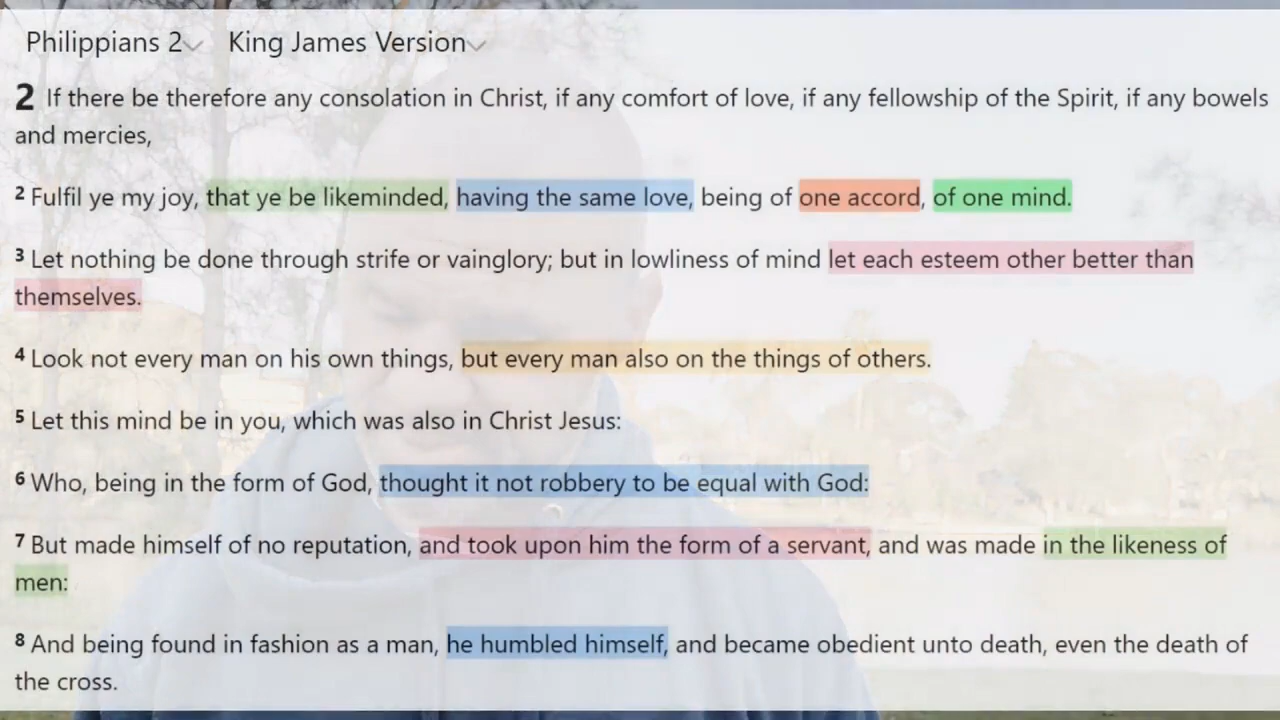 Philippians 2 King James Version
2 If there be therefore any consolation in Christ, if any comfort of love, if any fellowship of the Spirit, if any bowels
and mercies,
2 Fulfil ye my joy, that ye be likeminded, having the same love, being of one accord, of one mind.
3 Let nothing be done through strife or vainglory; but in lowliness of mind let each esteem other better than
themselves.
4 Look not every man on his own things, but every man also on the things of others.
5 Let this mind be in you, which was also in Christ Jesus:
6 Who, being in the form of God, thought it not robbery to be equal with God:
7 But made himself of no reputation, and took upon him the form of a servant, and was made in the likeness of
men:
8 And being found in fashion as a man, he humbled himself, and became obedient unto death, even the death of
the cross.